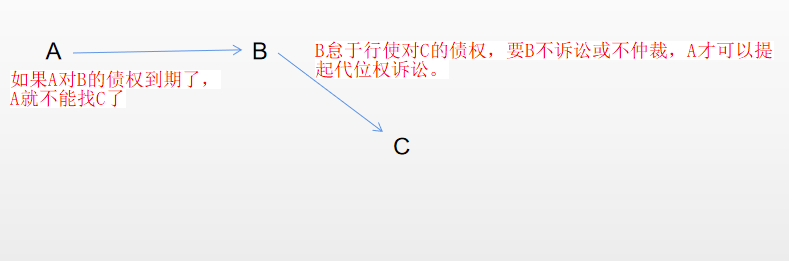 A
B
B怠于行使对C的债权，要B不诉讼或不仲裁，A才可以提
起代位权诉讼。
如果A对B的债权到期了，
A就不能找C了
C